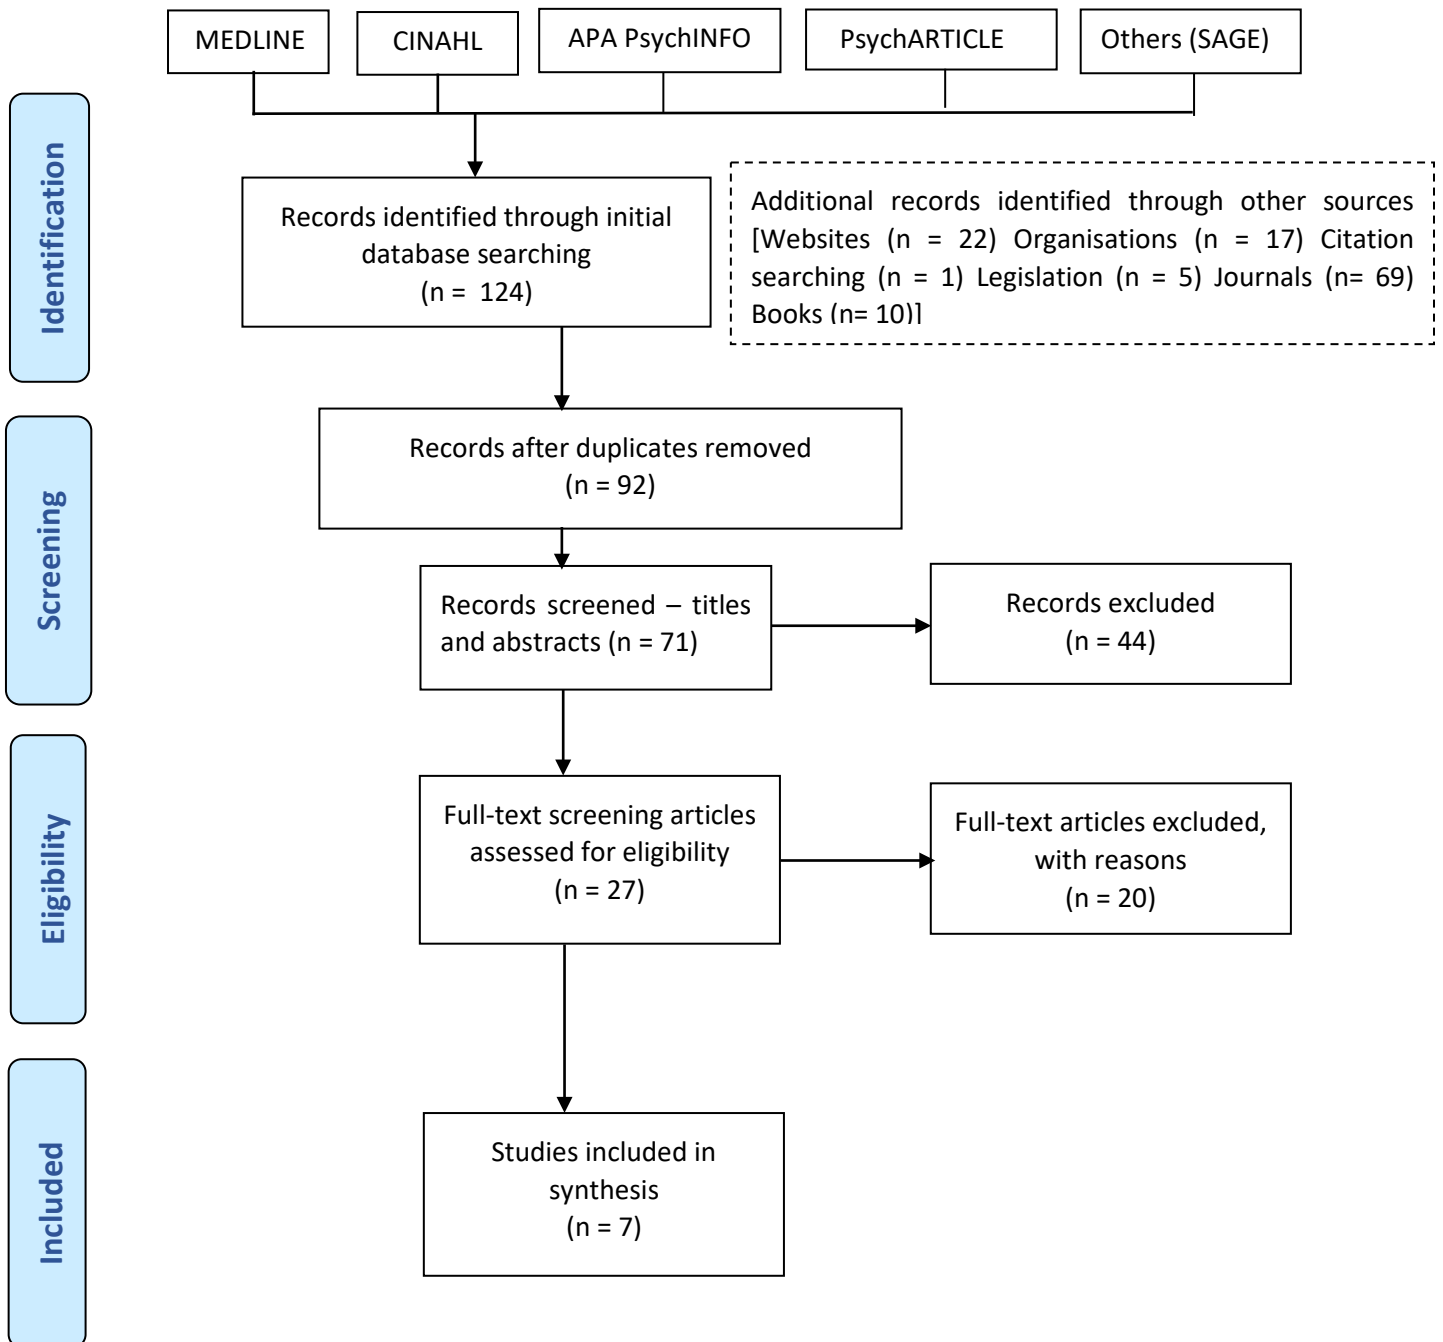 MEDLINE
CINAHL
APA PsychINFO
PsychARTICLE
Others (SAGE)
Identification
Records identified through initial
database searching
(n = 124)
Additional records identified through other sources
[Websites (n = 22) Organisations (n = 17) Citation
searching (n = 1) Legislation (n = 5) Journals (n= 69)
Books (n= 10)]
Records after duplicates removed
(n = 92)
Screening
Records screened – titles
and abstracts (n = 71)
Records excluded
(n = 44)
Eligibility
Full-text screening articles
assessed for eligibility
(n = 27)
Full-text articles excluded,
with reasons
(n = 20)
Included
Studies included in
synthesis
(n = 7)